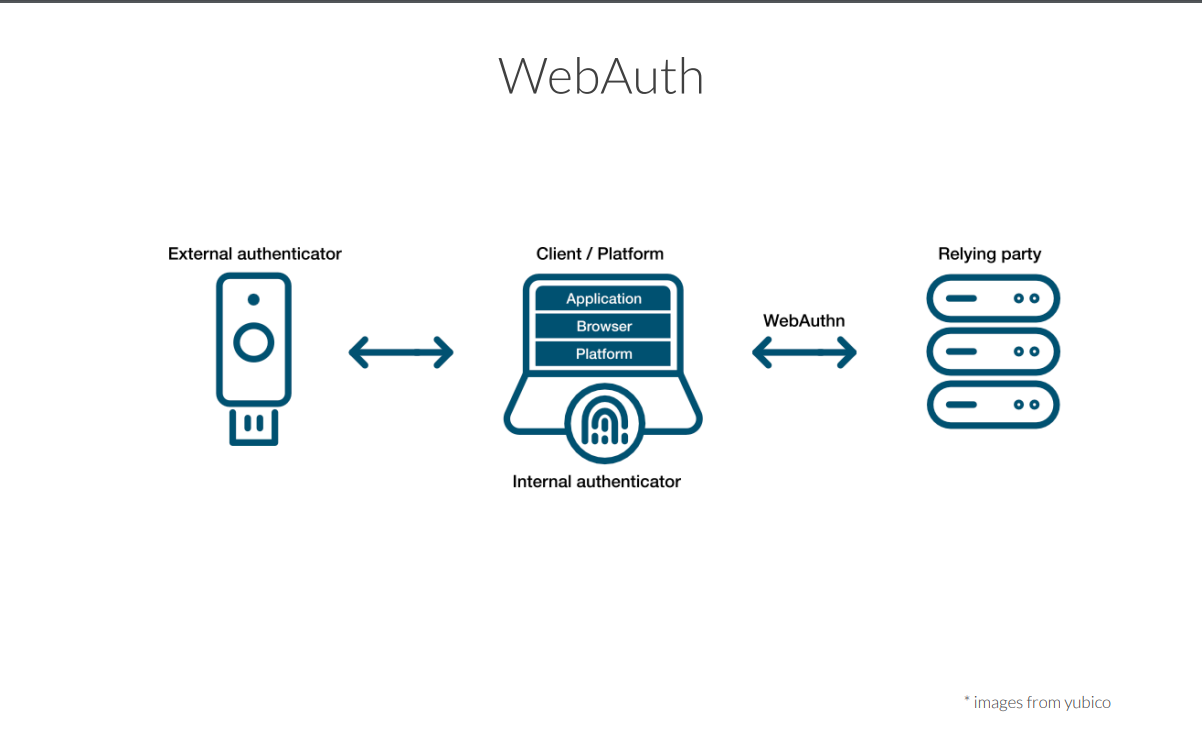 WebAuth
External authenticator
Client / Platform
Relying party
Application
Browser
Platform
WebAuthn
Internal authenticator
* images from yubico